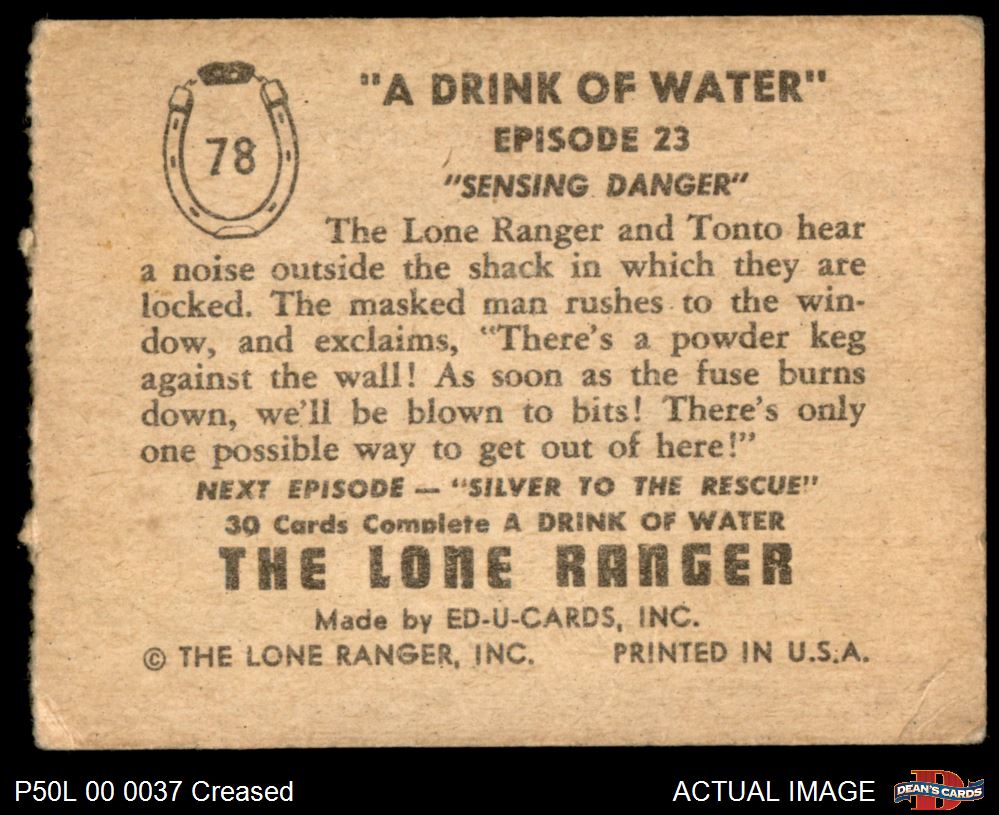 78
"A DRINK OF WATER"
EPISODE 23
"SENSING DANGER"
The Lone Ranger and Tonto hear
a noise outside the shack in which they are
locked. The masked man rushes to the win-
dow, and exclaims, "There's a powder keg
against the wall! As soon as the fuse burns
down, we'll be blown to bits! There's only
one possible way to get out of here!"
NEXT EPISODE — "SILVER TO THE RESCUE"
30 Cards Complete A DRINK OF WATER
THE LONE RANGER
Made by ED-U-CARDS, INC.
© THE LONE RANGER, INC. PRINTED IN U.S.A.
P50L 00 0037 Creased ACTUAL IMAGE
D
DEAN'S CARDS